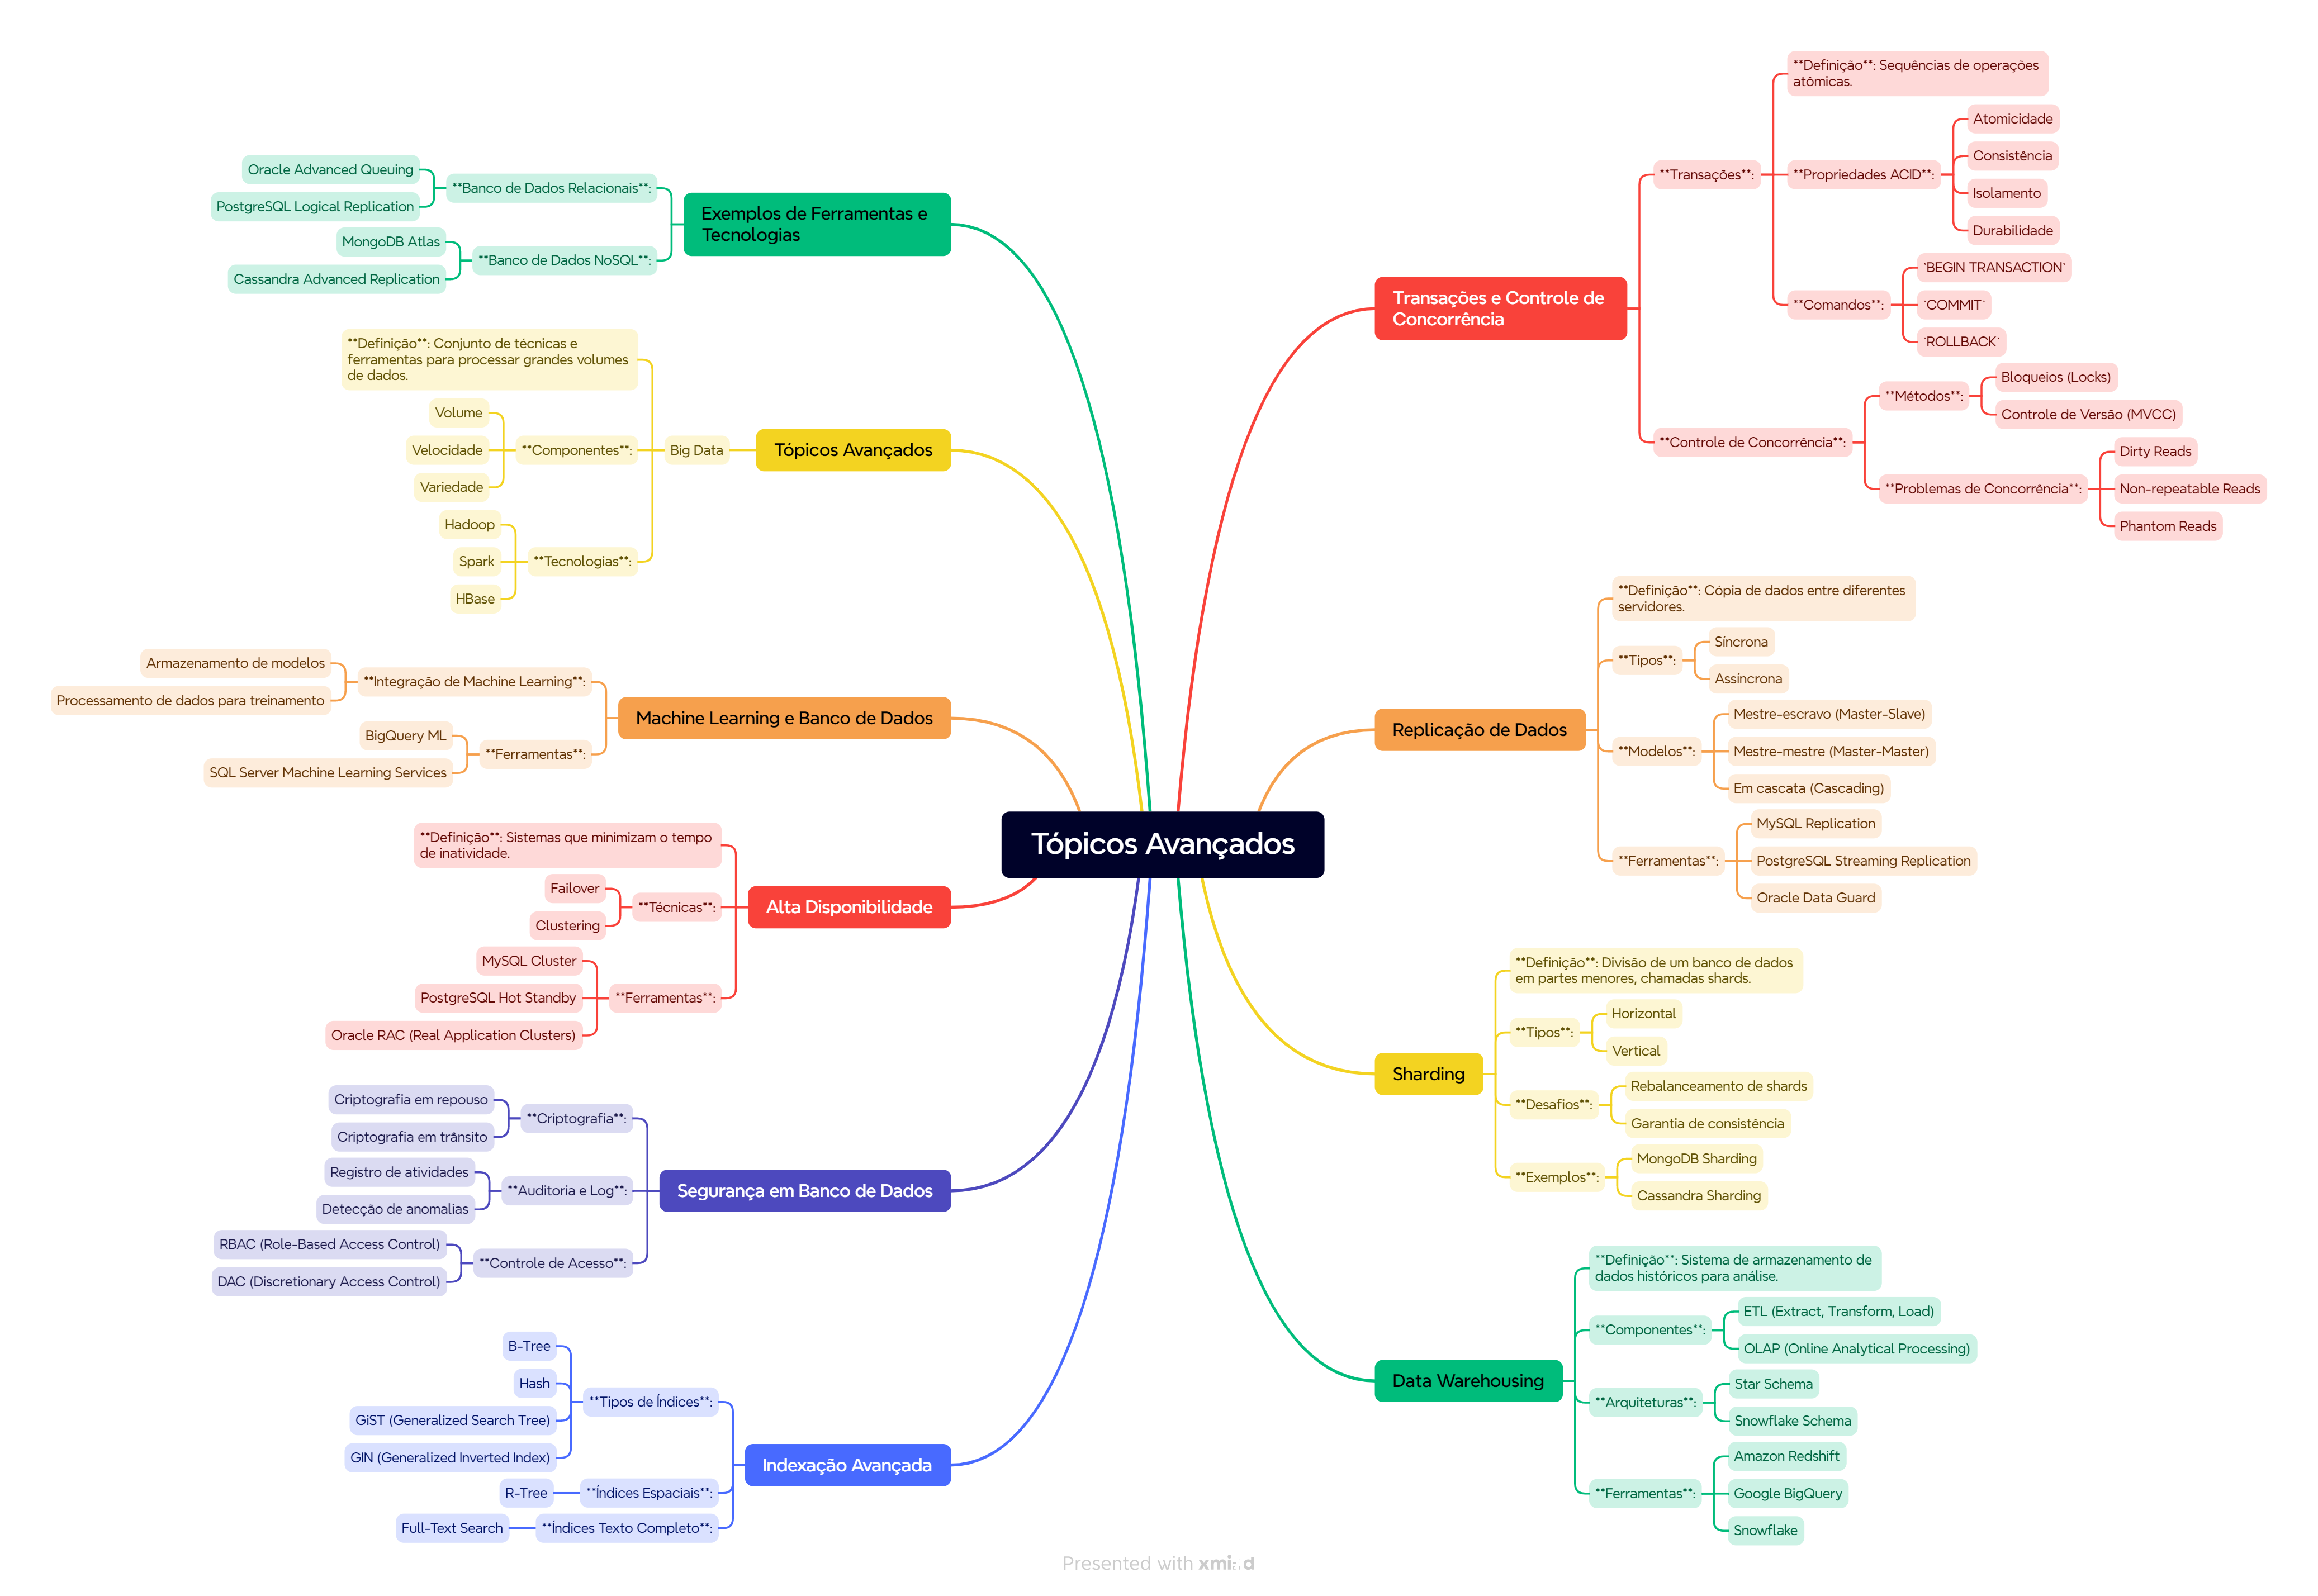 Tópicos Avançados
Transações e Controle de
Concorrência
**Transações**:
**Definição**: Sequências de operações
atômicas.
**Propriedades ACID**:
Atomicidade
Consistência
Isolamento
Durabilidade
**Comandos**:
`BEGIN TRANSACTION`
`COMMIT`
`ROLLBACK`
**Controle de Concorrência**:
**Métodos**:
Bloqueios (Locks)
Controle de Versão (MVCC)
**Problemas de Concorrência**:
Dirty Reads
Non-repeatable Reads
Phantom Reads
Replicação de Dados
**Definição**: Cópia de dados entre diferentes
servidores.
**Tipos**:
Síncrona
Assíncrona
**Modelos**:
Mestre-escravo (Master-Slave)
Mestre-mestre (Master-Master)
Em cascata (Cascading)
**Ferramentas**:
MySQL Replication
PostgreSQL Streaming Replication
Oracle Data Guard
Sharding
**Definição**: Divisão de um banco de dados
em partes menores, chamadas shards.
**Tipos**:
Horizontal
Vertical
**Desafios**:
Rebalanceamento de shards
Garantia de consistência
**Exemplos**:
MongoDB Sharding
Cassandra Sharding
Data Warehousing
**Definição**: Sistema de armazenamento de
dados históricos para análise.
**Componentes**:
ETL (Extract, Transform, Load)
OLAP (Online Analytical Processing)
**Arquiteturas**:
Star Schema
Snowflake Schema
**Ferramentas**:
Amazon Redshift
Google BigQuery
Snowflake
Exemplos de Ferramentas e
Tecnologias
**Banco de Dados Relacionais**:
Oracle Advanced Queuing
PostgreSQL Logical Replication
**Banco de Dados NoSQL**:
MongoDB Atlas
Cassandra Advanced Replication
Tópicos Avançados
Big Data
**Definição**: Conjunto de técnicas e
ferramentas para processar grandes volumes
de dados.
**Componentes**:
Volume
Velocidade
Variedade
**Tecnologias**:
Hadoop
Spark
HBase
Machine Learning e Banco de Dados
**Integração de Machine Learning**:
Armazenamento de modelos
Processamento de dados para treinamento
**Ferramentas**:
BigQuery ML
SQL Server Machine Learning Services
Alta Disponibilidade
**Definição**: Sistemas que minimizam o tempo
de inatividade.
**Técnicas**:
Failover
Clustering
**Ferramentas**:
MySQL Cluster
PostgreSQL Hot Standby
Oracle RAC (Real Application Clusters)
Segurança em Banco de Dados
**Criptografia**:
Criptografia em repouso
Criptografia em trânsito
**Auditoria e Log**:
Registro de atividades
Detecção de anomalias
**Controle de Acesso**:
RBAC (Role-Based Access Control)
DAC (Discretionary Access Control)
Indexação Avançada
**Tipos de Índices**:
B-Tree
Hash
GiST (Generalized Search Tree)
GIN (Generalized Inverted Index)
**Índices Espaciais**:
R-Tree
**Índices Texto Completo**:
Full-Text Search
Presented with xmind